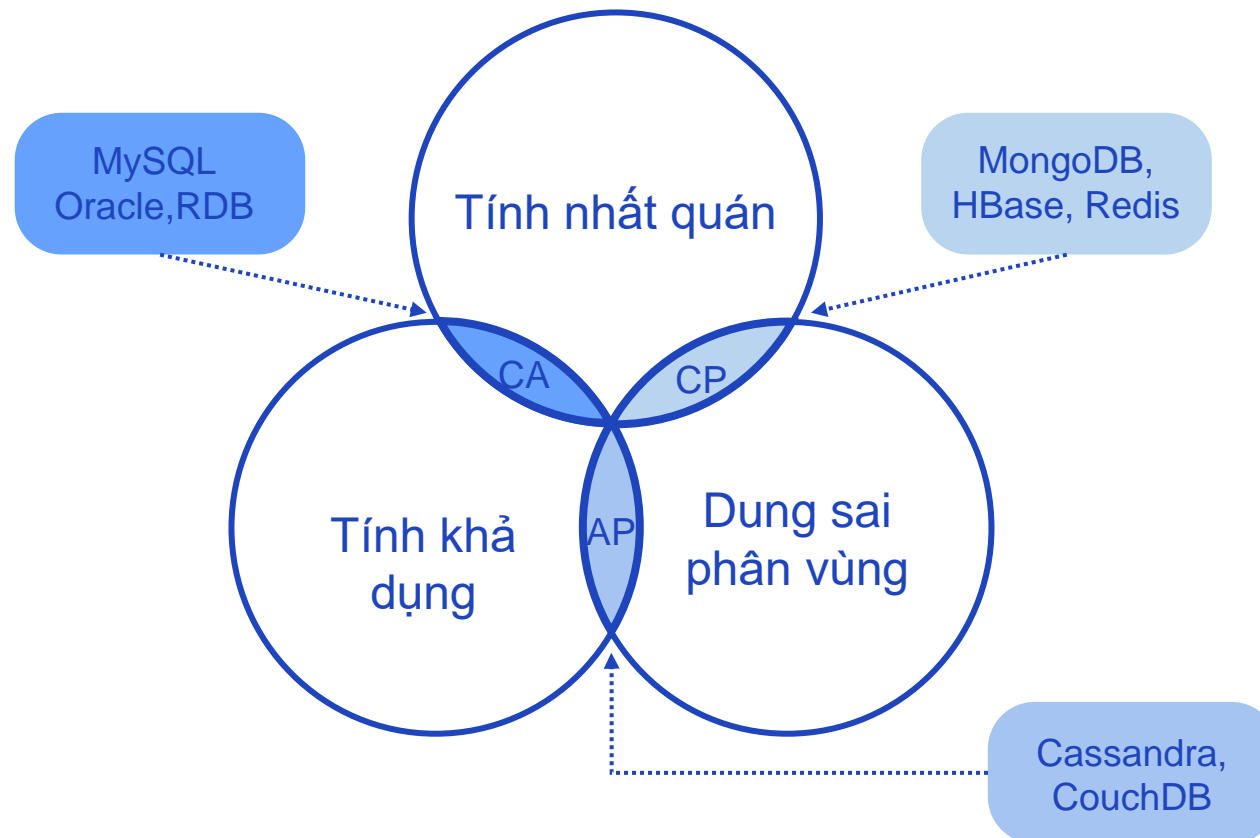 MySQL
Oracle,RDB
MongoDB,
HBase, Redis
Tính nhất quán
CA
CP
Tính khả
dụng
AP
Dung sai
phân vùng
Cassandra,
CouchDB